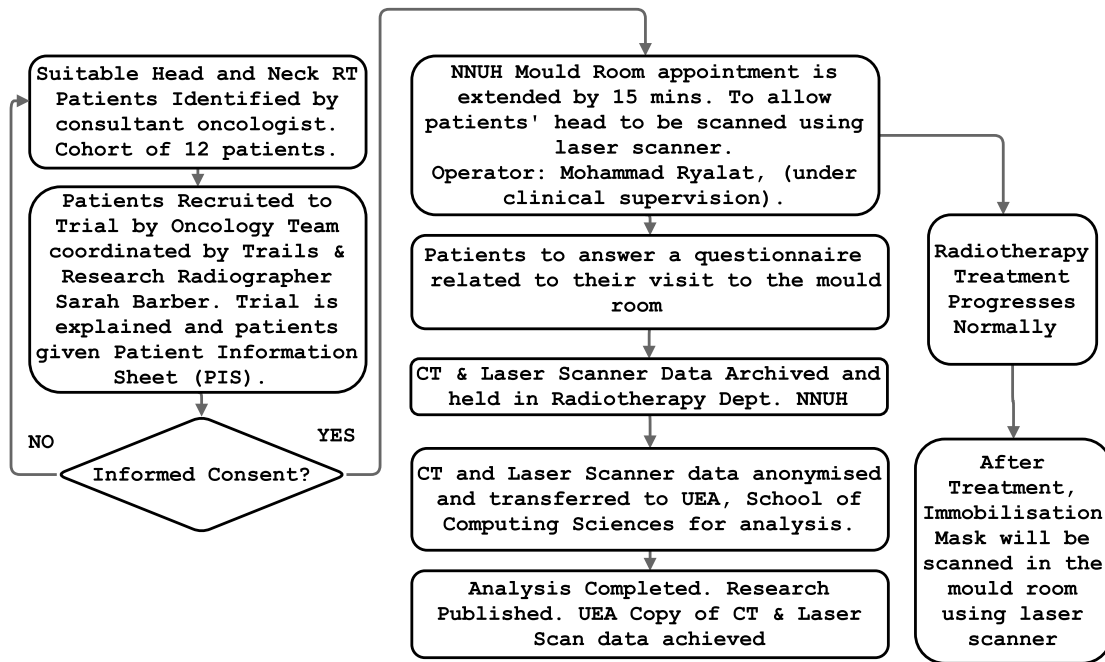 Suitable Head and Neck RT
Patients Identified by
consultant oncologist.
Cohort of 12 patients.
Patients Recruited to
Trial by Oncology Team
coordinated by Trails &
Research Radiographer
Sarah Barber. Trial is
explained and patients
given Patient Information
Sheet (PIS).
NO
YES
Informed Consent?
NNUH Mould Room appointment is
extended by 15 mins. To allow
patients' head to be scanned using
laser scanner.
Operator: Mohammad Ryalat, (under
clinical supervision).
Patients to answer a questionnaire
related to their visit to the mould
room
CT & Laser Scanner Data Archived and
held in Radiotherapy Dept. NNUH
CT and Laser Scanner data anonymised
and transferred to UEA, School of
Computing Sciences for analysis.
Analysis Completed. Research
Published. UEA Copy of CT & Laser
Scan data achieved
Radiotherapy
Treatment
Progresses
Normally
After
Treatment,
Immobilisation
Mask will be
scanned in the
mould room
using laser
scanner